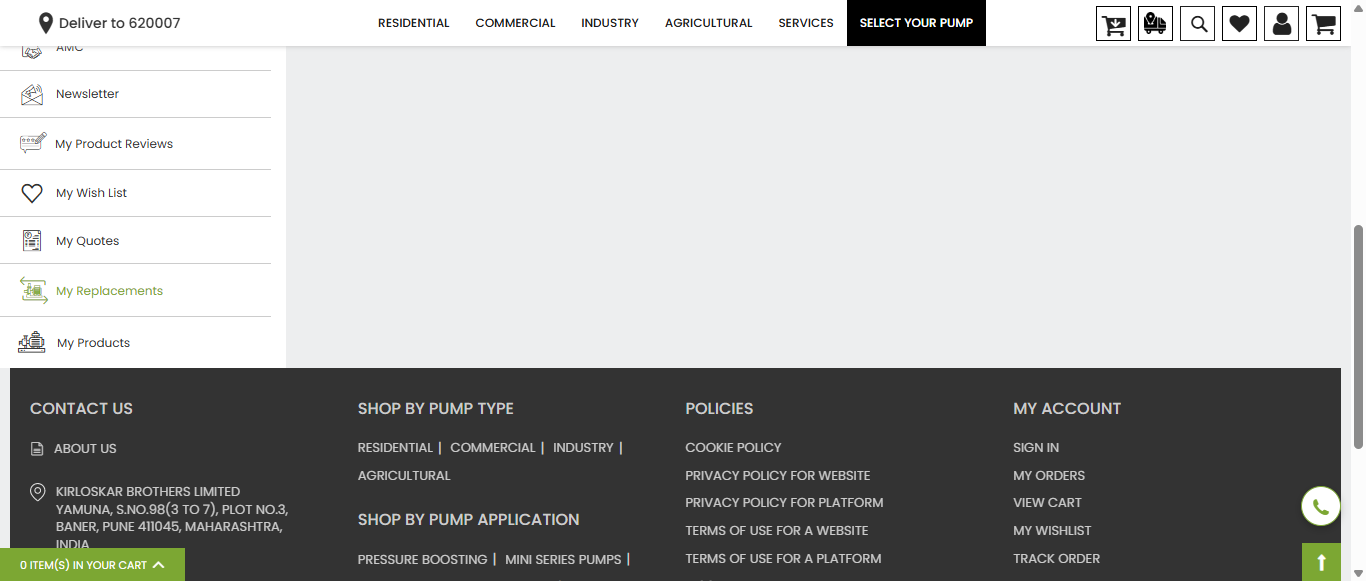 Deliver to 620007
RESIDENTIAL COMMERCIAL INDUSTRY AGRICULTURAL SERVICES SELECT YOUR PUMP
AMC
Newsletter
My Product Reviews
My Wish List
My Quotes
My Replacements
My Products
CONTACT US
ABOUT US
KIRLOSKAR BROTHERS LIMITED
YAMUNA, S.NO.98(3 TO 7), PLOT NO.3,
BANER, PUNE 411045, MAHARASHTRA,
INDIA
SHOP BY PUMP TYPE
RESIDENTIAL | COMMERCIAL | INDUSTRY |
AGRICULTURAL
SHOP BY PUMP APPLICATION
PRESSURE BOOSTING | MINI SERIES PUMPS |
POLICIES
COOKIE POLICY
PRIVACY POLICY FOR WEBSITE
PRIVACY POLICY FOR PLATFORM
TERMS OF USE FOR A WEBSITE
TERMS OF USE FOR A PLATFORM
MY ACCOUNT
SIGN IN
MY ORDERS
VIEW CART
MY WISHLIST
TRACK ORDER
0 ITEM(S) IN YOUR CART